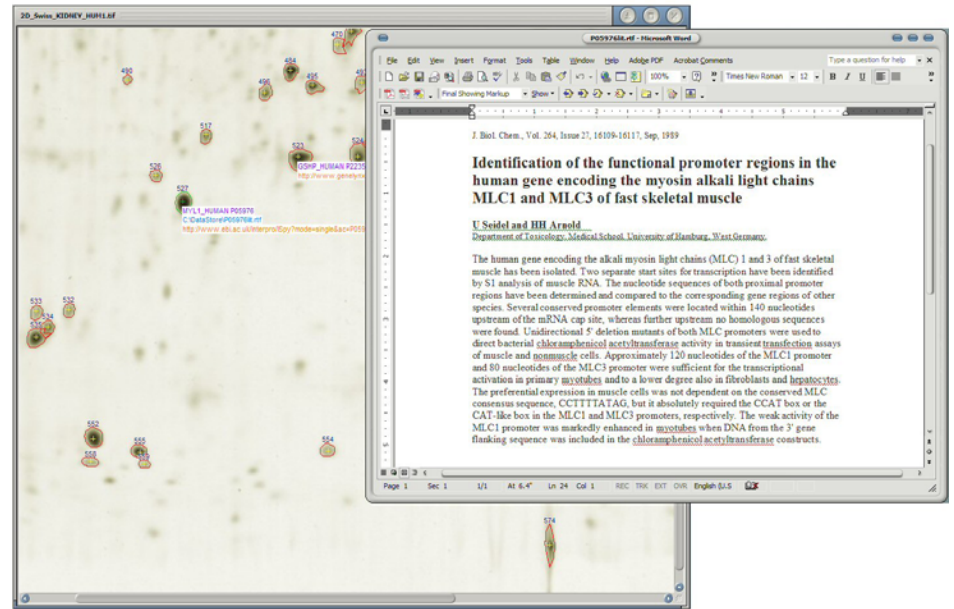 2D_Swiss_KIDNEY_HUM1.tif
479
484
490
496
495
492
517
523
524
GSHP_HUMAN P2235
http://www.genelynx
526
527
MYL1_HUMAN P05976
C:\DataStore\P05976lit.rtf
http://www.ebi.ac.uk/interpro/ISpy?mode=single&ac=P059
533
532
534
535
552
555
554
558
574
P05976lit.rtf - Microsoft Word
File Edit View Insert Format Tools Table Window Help Adobe PDF Acrobat Comments Type a question for help
100% Times New Roman 12 B I U
Final Showing Markup Show
J. Biol. Chem., Vol. 264, Issue 27, 16109-16117, Sep, 1989
Identification of the functional promoter regions in the
human gene encoding the myosin alkali light chains
MLC1 and MLC3 of fast skeletal muscle
U Seidel and HH Arnold
Department of Toxicology, Medical School, University of Hamburg, West Germany.
The human gene encoding the alkali myosin light chains (MLC) 1 and 3 of fast skeletal
muscle has been isolated. Two separate start sites for transcription have been identified
by S1 analysis of muscle RNA. The nucleotide sequences of both proximal promoter
regions have been determined and compared to the corresponding gene regions of other
species. Several conserved promoter elements were located within 140 nucleotides
upstream of the mRNA cap site, whereas further upstream no homologous sequences
were found. Unidirectional 5' deletion mutants of both MLC promoters were used to
direct bacterial chloramphenicol acetyltransferase activity in transient transfection assays
of muscle and nonmuscle cells. Approximately 120 nucleotides of the MLC1 promoter
and 80 nucleotides of the MLC3 promoter were sufficient for the transcriptional
activation in primary myotubes and to a lower degree also in fibroblasts and hepatocytes.
The preferential expression in muscle cells was not dependent on the conserved MLC
consensus sequence, CCTTTTATAG, but it absolutely required the CCAT box or the
CAT-like box in the MLC1 and MLC3 promoters, respectively. The weak activity of the
MLC1 promoter was markedly enhanced in myotubes when DNA from the 3' gene
flanking sequence was included in the chloramphenicol acetyltransferase constructs.
Page 1 Sec 1 1/1 At 6.4" Ln 24 Col 1 REC TRK EXT OVR English (U.S